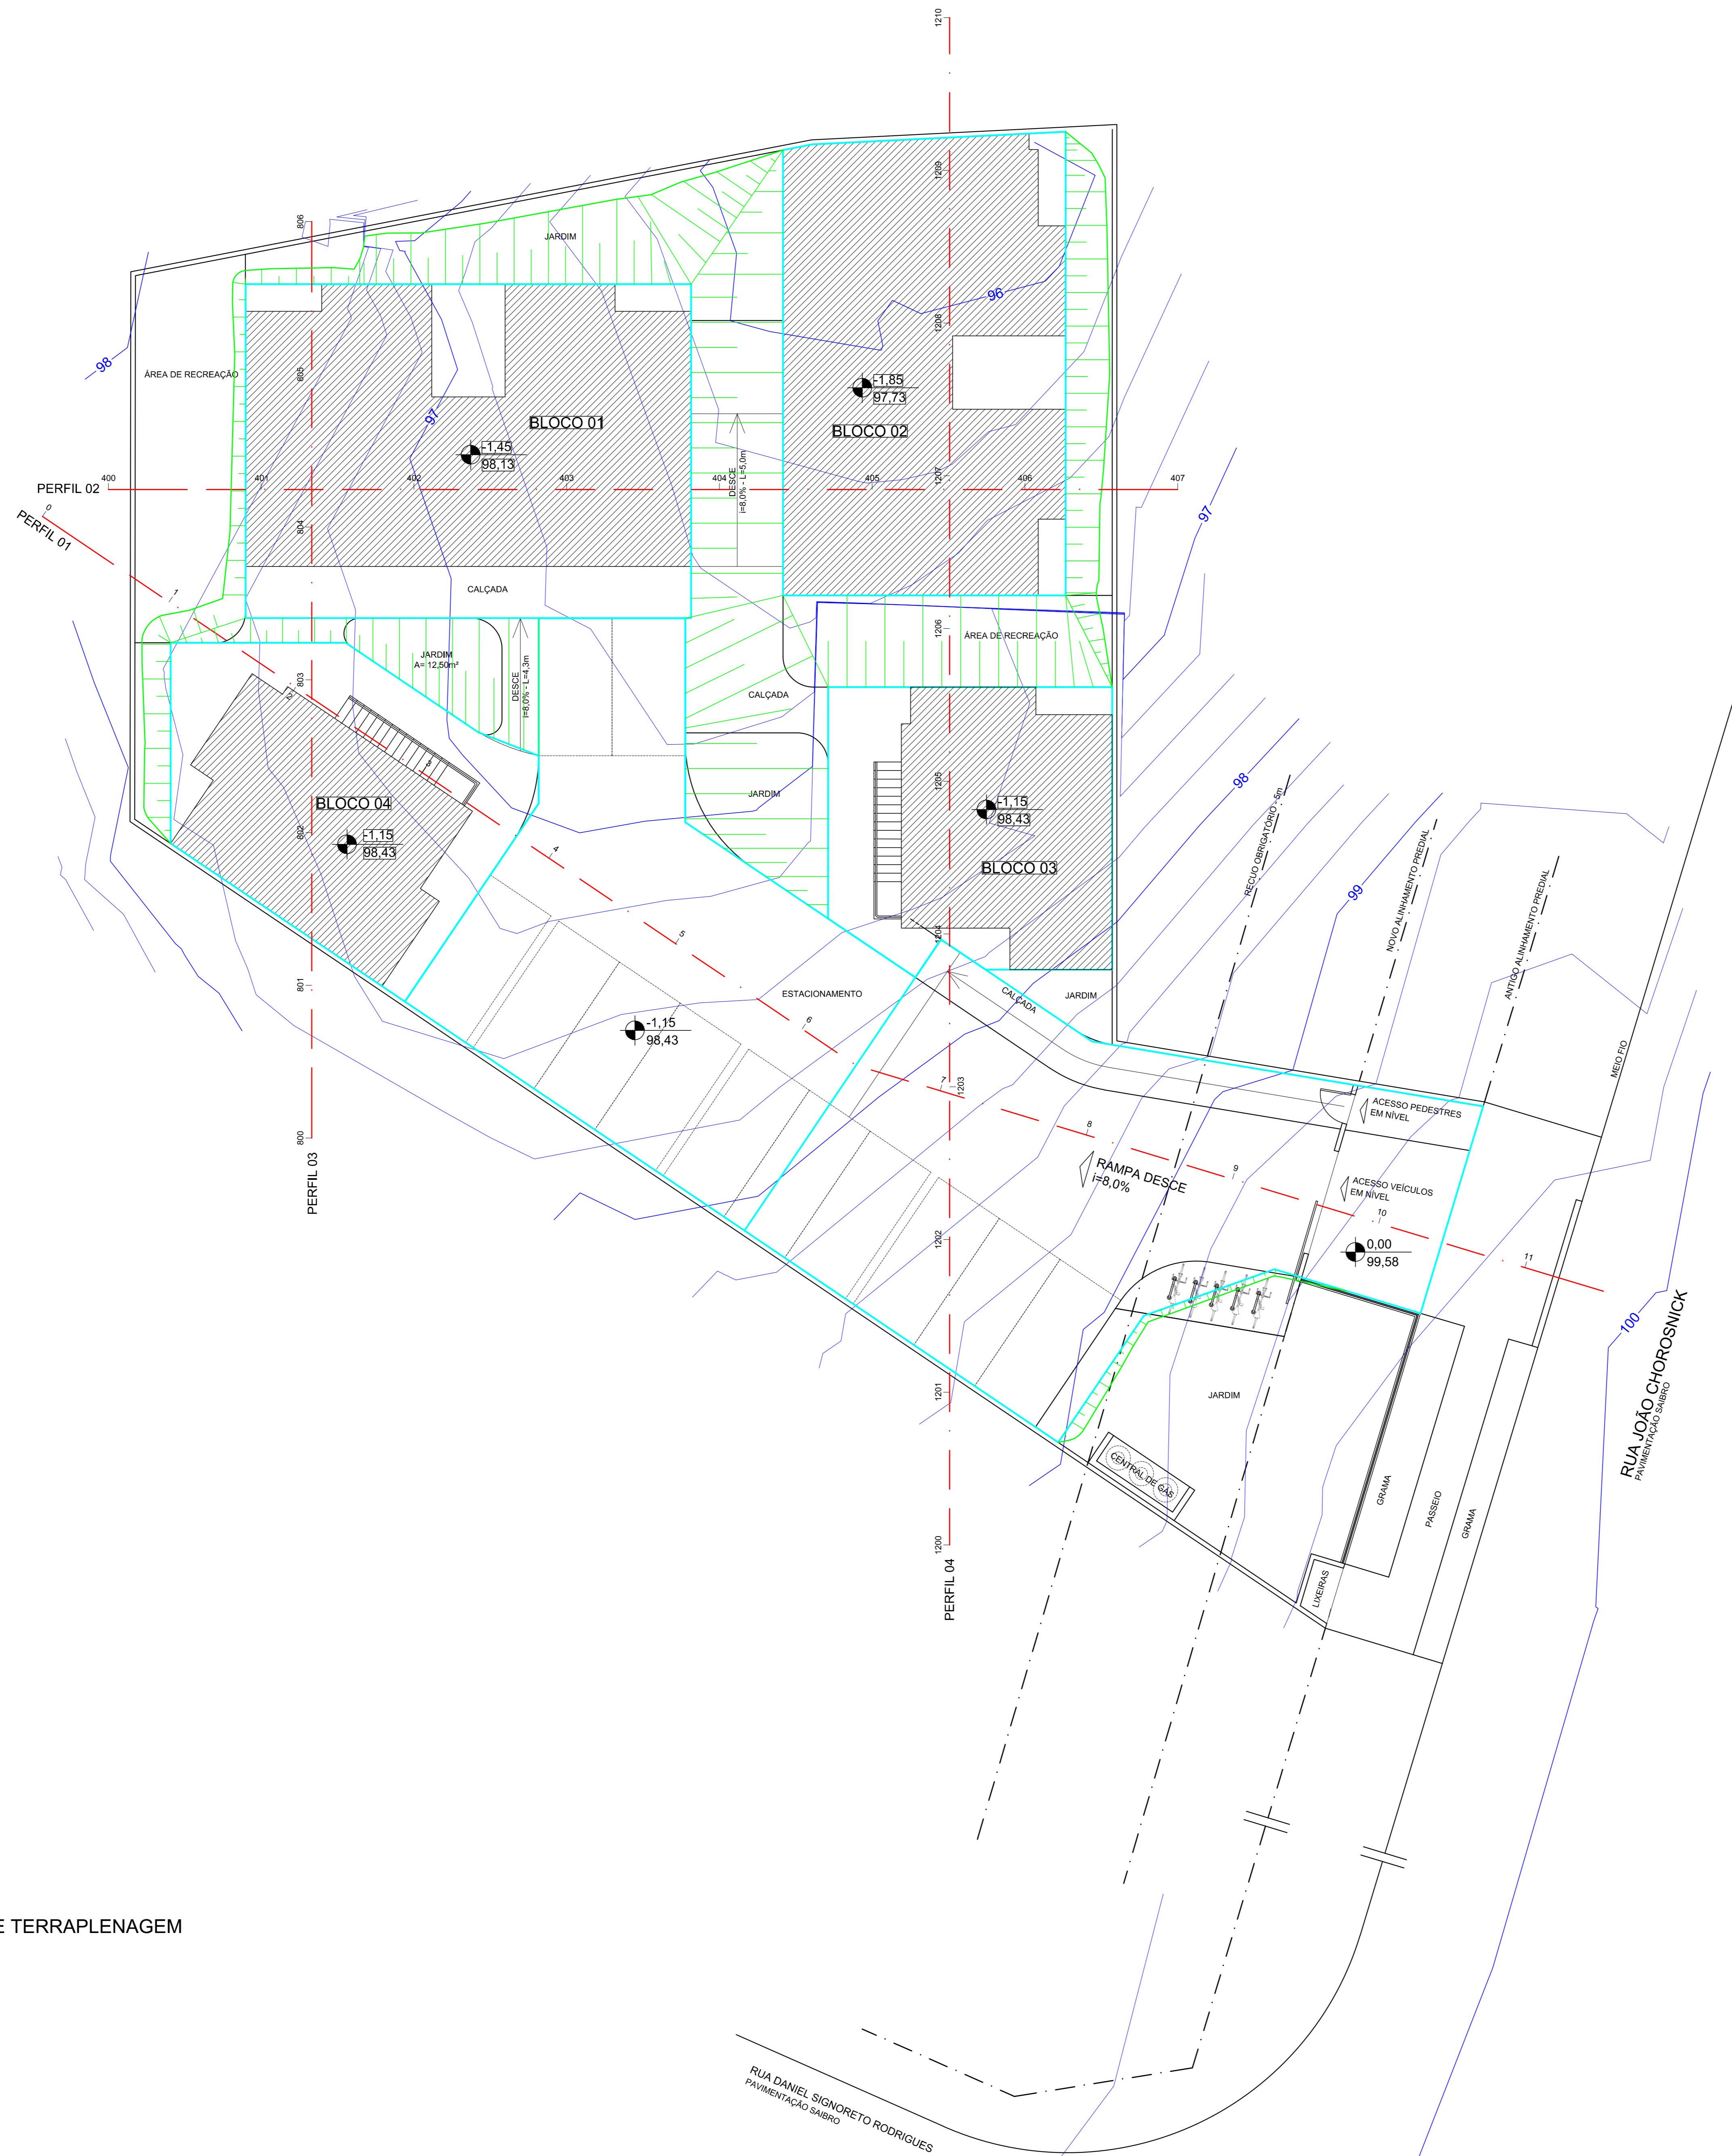 1210
1209
806
JARDIM
96
98
ÁREA DE RECREAÇÃO
805
1208
-1,85
97,73
97
BLOCO 01
BLOCO 02
-1,45
98,13
DESCE
i=8,0% - L=5,0m
PERFIL 02
400
401
402
403
404
405
406
407
1207
PERFIL 01
0
804
97
1
CALÇADA
1206
ÁREA DE RECREAÇÃO
JARDIM
A= 12,50m²
DESCE
i=8,0% - L=4,3m
803
2
CALÇADA
3
1205
98
BLOCO 04
JARDIM
-1,15
98,43
802
-1,15
98,43
4
BLOCO 03
RECUO OBRIGATÓRIO - 5m
NOVO ALINHAMENTO PREDIAL
99
ANTIGO ALINHAMENTO PREDIAL
5
1204
801
ESTACIONAMENTO
CALÇADA
JARDIM
6
-1,15
98,43
MEIO FIO
7
1203
ACESSO PEDESTRES
EM NÍVEL
8
800
PERFIL 03
RAMPA DESCE
i=8,0%
9
ACESSO VEÍCULOS
EM NÍVEL
10
1202
0,00
99,58
11
100
RUA JOÃO CHOROSNICK
PAVIMENTAÇÃO SAIBRO
1201
JARDIM
CENTRAL DE GÁS
GRAMA
PASSEIO
GRAMA
1200
PERFIL 04
LIXEIRAS
E TERRAPLENAGEM
RUA DANIEL SIGNORETO RODRIGUES
PAVIMENTAÇÃO SAIBRO